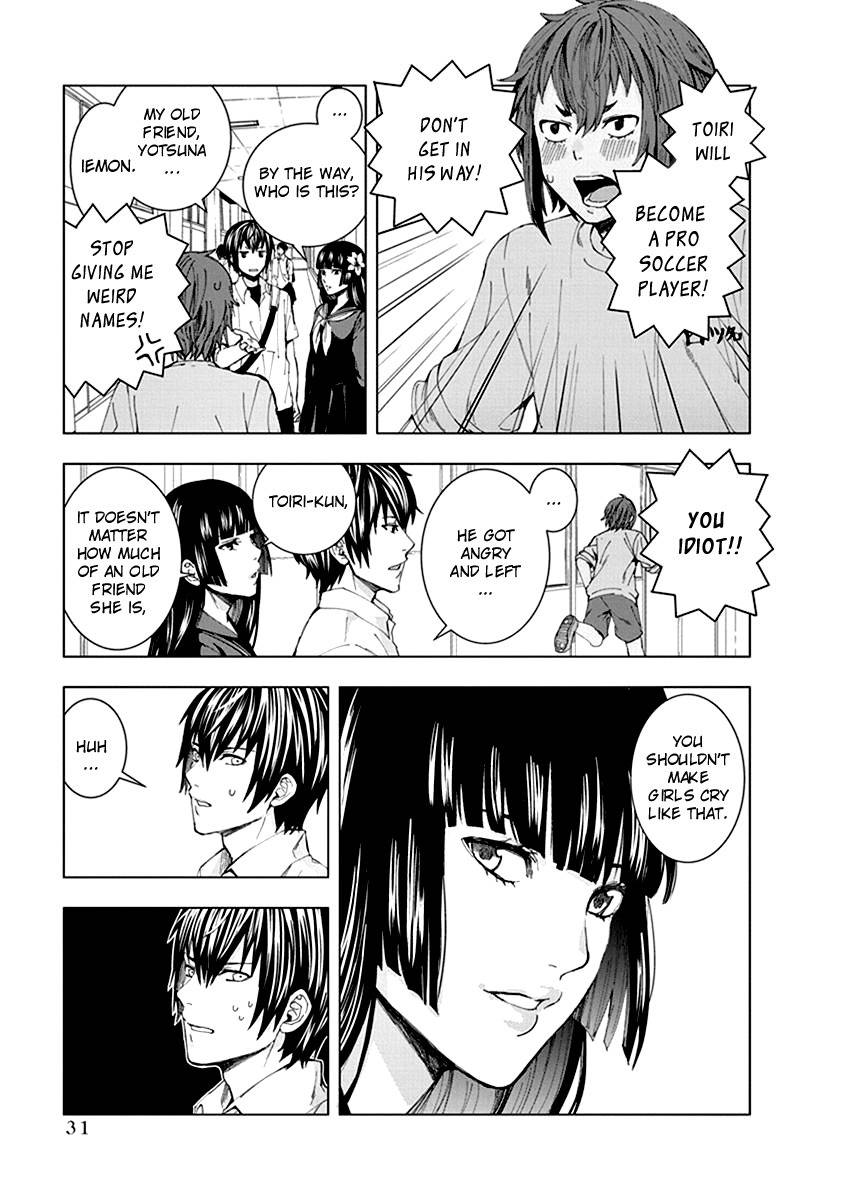 TOIRI
WILL
BECOME
A PRO
SOCCER
PLAYER!
DON'T
GET IN
HIS WAY!
...
BY THE WAY,
WHO IS THIS?
MY OLD
FRIEND,
YOTSUNA
IEMON.
...
STOP
GIVING ME
WEIRD
NAMES!
YOU
IDIOT!!
...
HE GOT
ANGRY
AND LEFT
...
TOIRI-KUN,
IT DOESN'T
MATTER
HOW MUCH
OF AN OLD
FRIEND
SHE IS,
YOU
SHOULDN'T
MAKE
GIRLS CRY
LIKE THAT.
HUH
...
31